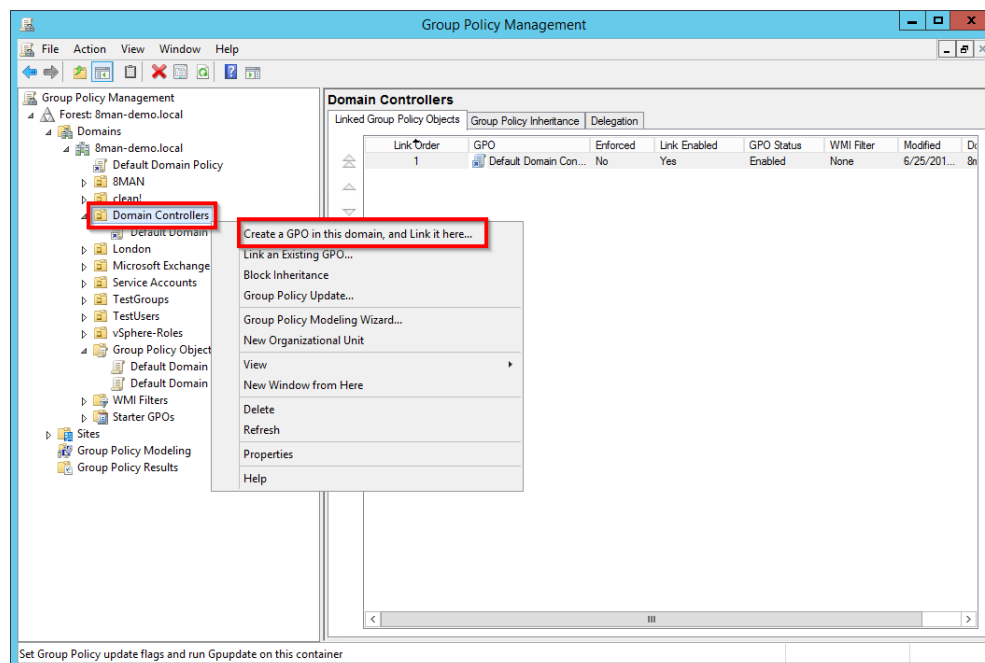 Group Policy Management
File Action View Window Help
Group Policy Management
Forest: 8man-demo.local
Domains
8man-demo.local
Default Domain Policy
8MAN
clean!
Domain Controllers
Default Domain
London
Microsoft Exchange
Service Accounts
TestGroups
TestUsers
vSphere-Roles
Group Policy Object
Default Domain
Default Domain
WMI Filters
Starter GPOs
Sites
Group Policy Modeling
Group Policy Results
Domain Controllers
Linked Group Policy Objects Group Policy Inheritance Delegation
Link Order GPO Enforced Link Enabled GPO Status WMI Filter Modified Do
1 Default Domain Con... No Yes Enabled None 6/25/201... 8m
Create a GPO in this domain, and Link it here...
Link an Existing GPO...
Block Inheritance
Group Policy Update...
Group Policy Modeling Wizard...
New Organizational Unit
View
New Window from Here
Delete
Refresh
Properties
Help
Set Group Policy update flags and run Gpupdate on this container